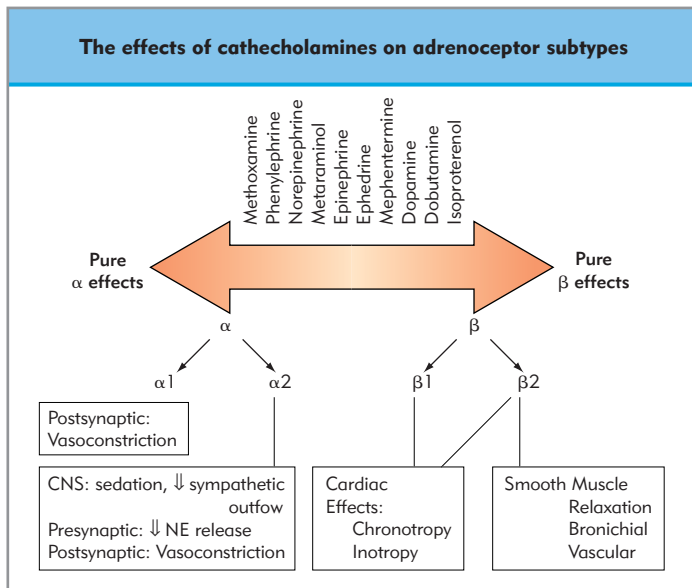 The effects of cathecholamines on adrenoceptor subtypes
Methoxamine
Phenylephrine
Norepinephrine
Metaraminol
Epinephrine
Ephedrine
Mephentermine
Dopamine
Dobutamine
Isoproterenol
Pure
α effects
Pure
β effects
α
β
α1
α2
β1
β2
Postsynaptic:
Vasoconstriction
CNS: sedation, ⇓ sympathetic
outfow
Presynaptic: ⇓ NE release
Postsynaptic: Vasoconstriction
Cardiac
Effects:
Chronotropy
Inotropy
Smooth Muscle
Relaxation
Bronichial
Vascular